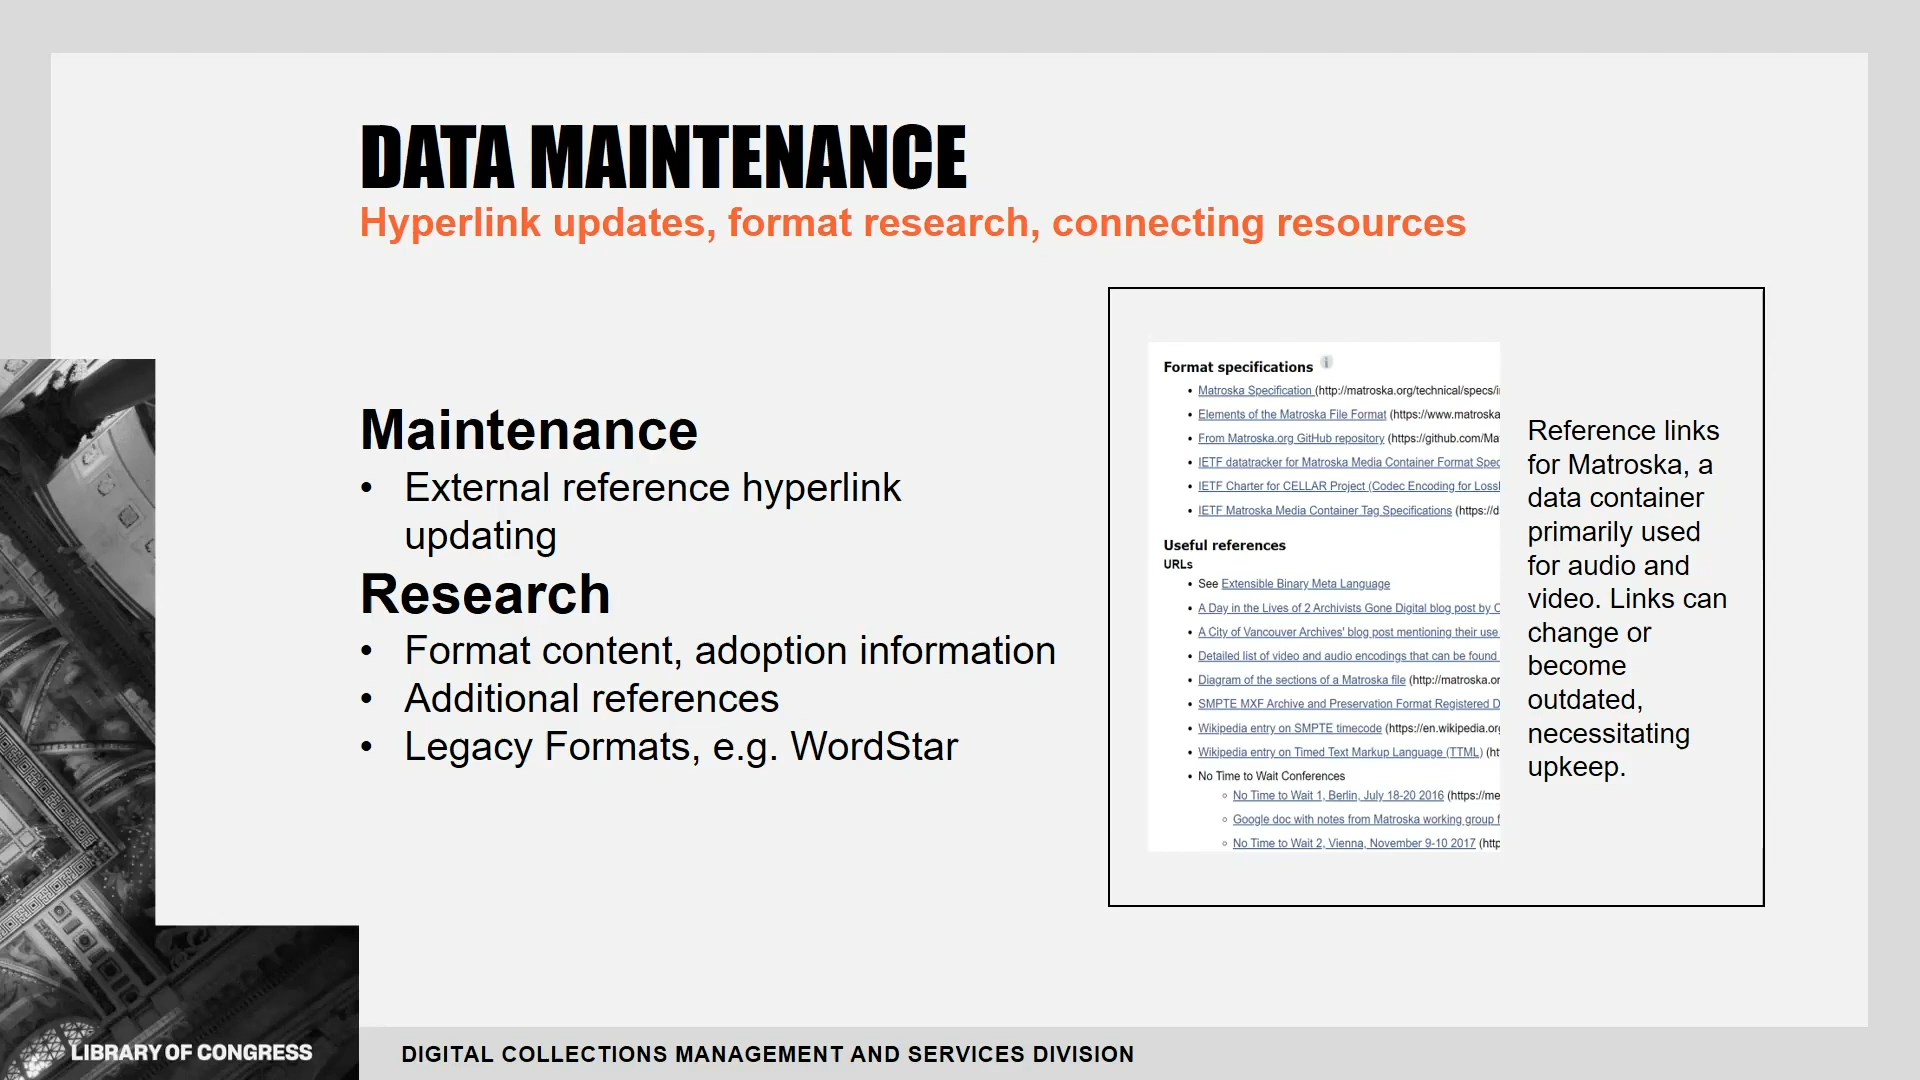 DATA MAINTENANCE
Hyperlink updates, format research, connecting resources
Maintenance
• External reference hyperlink
updating
Research
• Format content, adoption information
• Additional references
• Legacy Formats, e.g. WordStar
Format specifications i
• Matroska Specification (http://matroska.org/technical/specs/i
• Elements of the Matroska File Format (https://www.matroska
• From Matroska.org GitHub repository (https://github.com/Ma
• IETF datatracker for Matroska Media Container Format Spec
• IETF Charter for CELLAR Project (Codec Encoding for Lossl
• IETF Matroska Media Container Tag Specifications (https://d
Useful references
URLs
• See Extensible Binary Meta Language
• A Day in the Lives of 2 Archivists Gone Digital blog post by C
• A City of Vancouver Archives' blog post mentioning their use
• Detailed list of video and audio encodings that can be found
• Diagram of the sections of a Matroska file (http://matroska.or
• SMPTE MXF Archive and Preservation Format Registered D
• Wikipedia entry on SMPTE timecode (https://en.wikipedia.org
• Wikipedia entry on Timed Text Markup Language (TTML) (ht
• No Time to Wait Conferences
○ No Time to Wait 1, Berlin, July 18-20 2016 (https://me
○ Google doc with notes from Matroska working group f
○ No Time to Wait 2, Vienna, November 9-10 2017 (http
Reference links
for Matroska, a
data container
primarily used
for audio and
video. Links can
change or
become
outdated,
necessitating
upkeep.
LIBRARY OF CONGRESS
DIGITAL COLLECTIONS MANAGEMENT AND SERVICES DIVISION